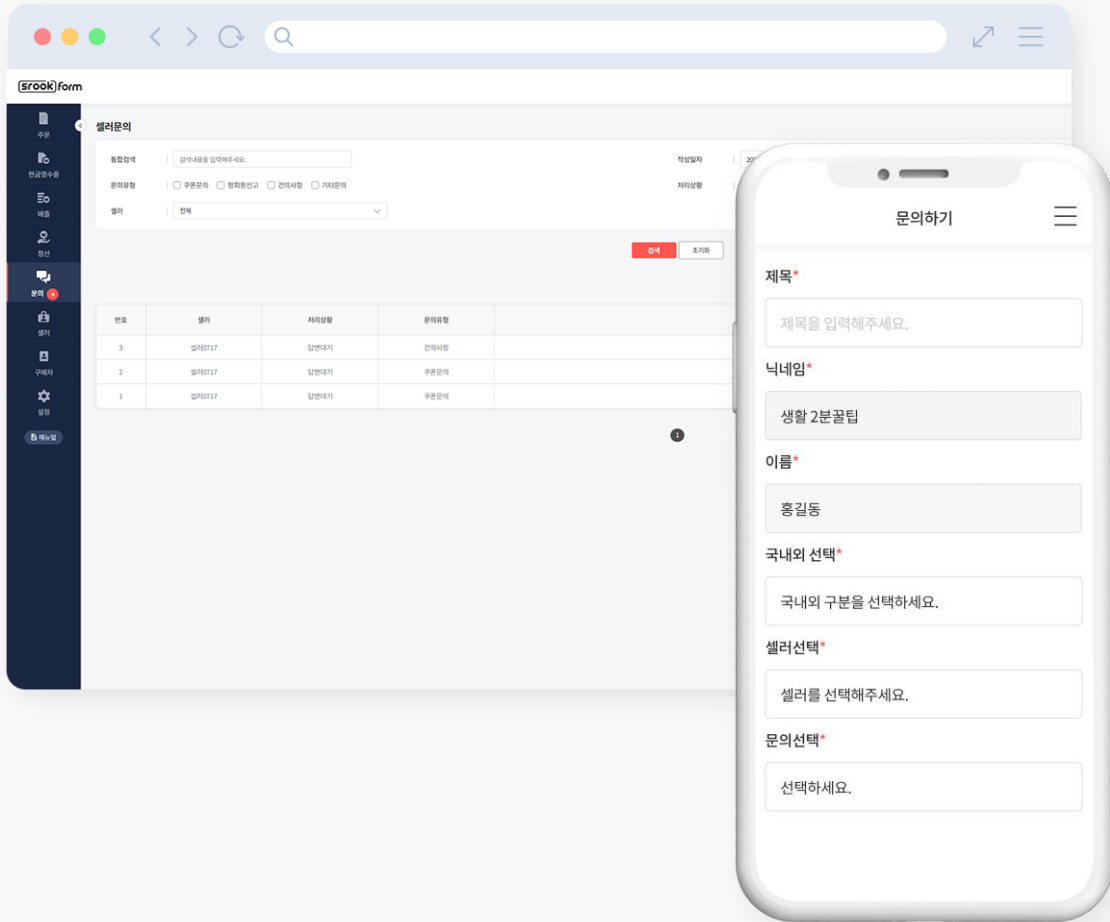 srook form
주문
현금영수증
매출
정산
문의 4
셀러
구매자
설정
매뉴얼
셀러문의
통합검색 검색내용을 입력해주세요. 작성일자
문의유형 쿠폰문의 건의사항 기타문의 처리상황
셀러 전체
검색 초기화
번호 셀러 처리상황 문의유형
3 셀러0717 답변대기 건의사항
2 셀러0717 답변대기 쿠폰문의
1 셀러0717 답변대기 쿠폰문의
1
문의하기
제목*
제목을 입력해주세요.
닉네임*
생활 2분꿀팁
이름*
홍길동
국내외 선택*
국내외 구분을 선택하세요.
셀러선택*
셀러를 선택해주세요.
문의선택*
선택하세요.